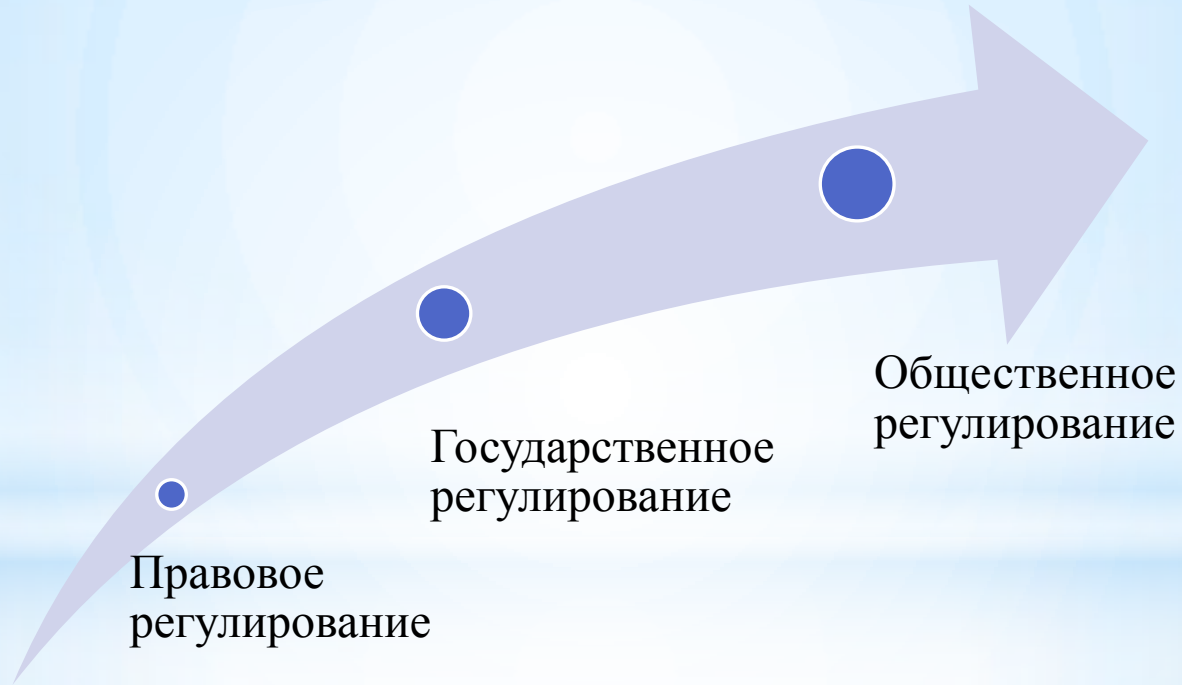 Правовое
регулирование
Государственное
регулирование
Общественное
регулирование